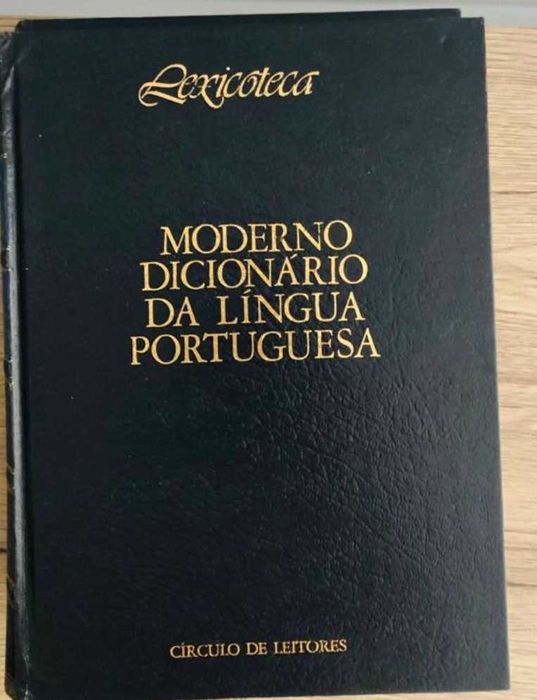 Lexicoteca
MODERNO
DICIONÁRIO
DA LÍNGUA
PORTUGUESA
CÍRCULO DE LEITORES